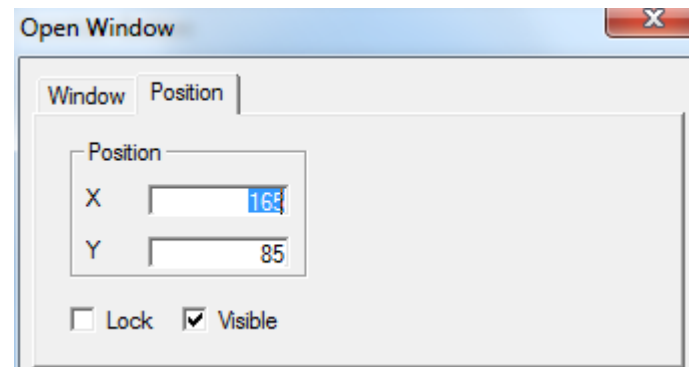 Open Window
Window Position
Position
X 165
Y 85
Lock Visible